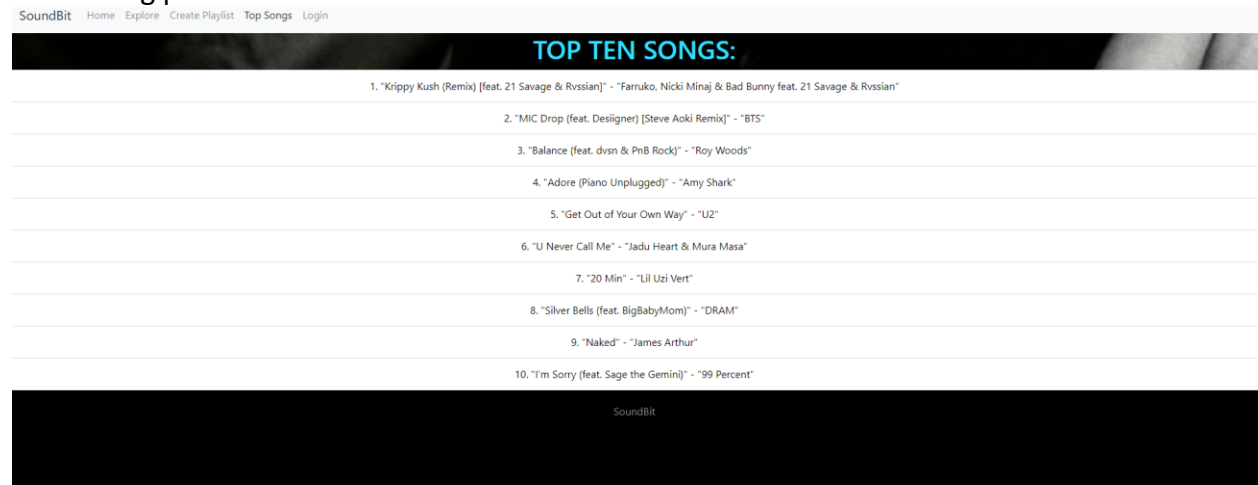 SoundBit Home Explore Create Playlist Top Songs Login
TOP TEN SONGS:
1. "Krippy Kush (Remix) [feat. 21 Savage & Rvssian]" - "Farruko, Nicki Minaj & Bad Bunny feat. 21 Savage & Rvssian"
2. "MIC Drop (feat. Desiigner) [Steve Aoki Remix]" - "BTS"
3. "Balance (feat. dvsn & PnB Rock)" - "Roy Woods"
4. "Adore (Piano Unplugged)" - "Amy Shark"
5. "Get Out of Your Own Way" - "U2"
6. "U Never Call Me" - "Jadu Heart & Mura Masa"
7. "20 Min" - "Lil Uzi Vert"
8. "Silver Bells (feat. BigBabyMom)" - "DRAM"
9. "Naked" - "James Arthur"
10. "I'm Sorry (feat. Sage the Gemini)" - "99 Percent"
SoundBit